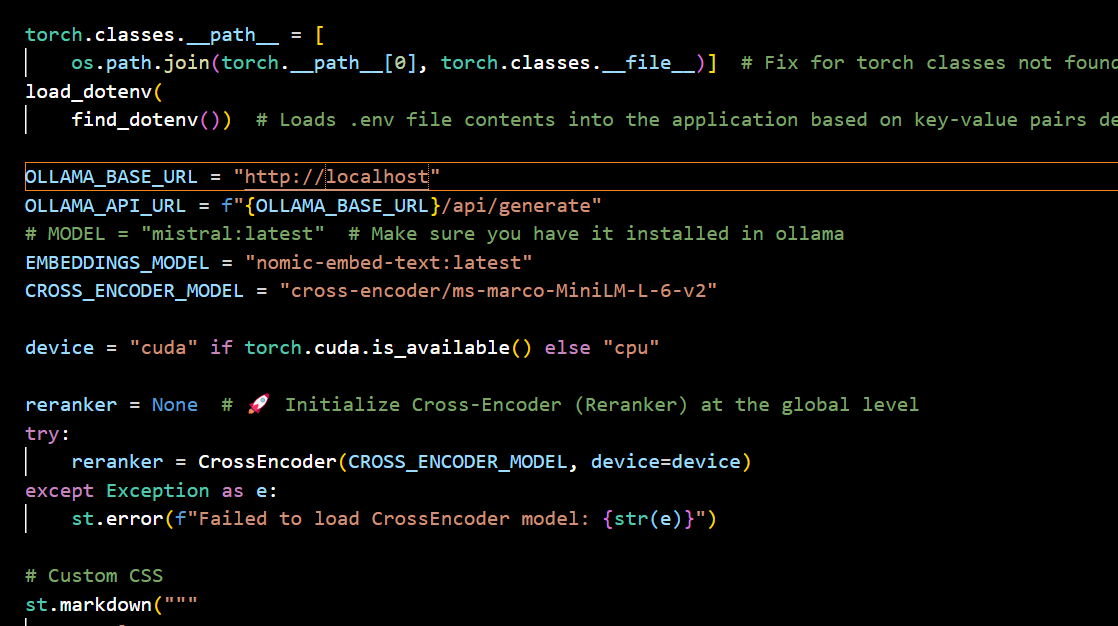 torch.classes.__path__ = [
    os.path.join(torch.__path__[0], torch.classes.__file__)]  # Fix for torch classes not found
load_dotenv(
    find_dotenv())  # Loads .env file contents into the application based on key-value pairs de

OLLAMA_BASE_URL = "http://localhost"
OLLAMA_API_URL = f"{OLLAMA_BASE_URL}/api/generate"
# MODEL = "mistral:latest"  # Make sure you have it installed in ollama
EMBEDDINGS_MODEL = "nomic-embed-text:latest"
CROSS_ENCODER_MODEL = "cross-encoder/ms-marco-MiniLM-L-6-v2"

device = "cuda" if torch.cuda.is_available() else "cpu"

reranker = None  # 🚀 Initialize Cross-Encoder (Reranker) at the global level
try:
    reranker = CrossEncoder(CROSS_ENCODER_MODEL, device=device)
except Exception as e:
    st.error(f"Failed to load CrossEncoder model: {str(e)}")

# Custom CSS
st.markdown("""